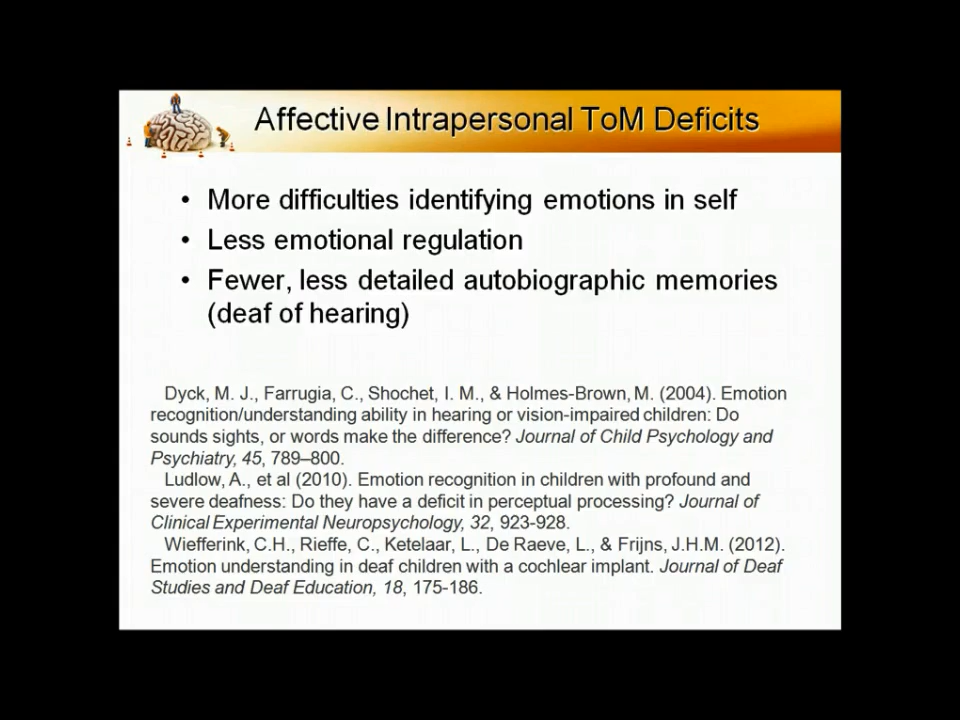 Affective Intrapersonal ToM Deficits
• More difficulties identifying emotions in self
• Less emotional regulation
• Fewer, less detailed autobiographic memories
(deaf of hearing)
Dyck, M. J., Farrugia, C., Shochet, I. M., & Holmes-Brown, M. (2004). Emotion
recognition/understanding ability in hearing or vision-impaired children: Do
sounds sights, or words make the difference? Journal of Child Psychology and
Psychiatry, 45, 789–800.
Ludlow, A., et al (2010). Emotion recognition in children with profound and
severe deafness: Do they have a deficit in perceptual processing? Journal of
Clinical Experimental Neuropsychology, 32, 923-928.
Wiefferink, C.H., Rieffe, C., Ketelaar, L., De Raeve, L., & Frijns, J.H.M. (2012).
Emotion understanding in deaf children with a cochlear implant. Journal of Deaf
Studies and Deaf Education, 18, 175-186.